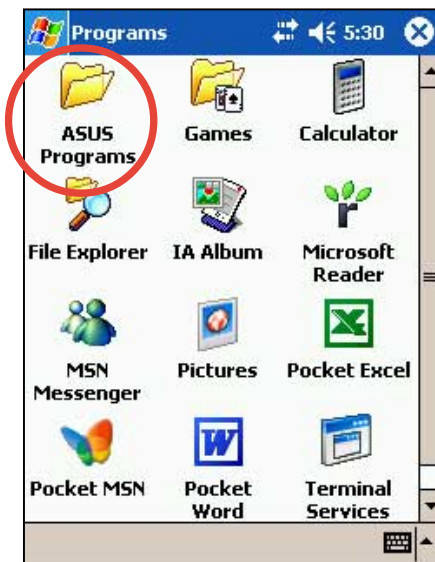 Programs 5:30
ASUS Programs
Games
Calculator
File Explorer
IA Album
Microsoft Reader
MSN Messenger
Pictures
Pocket Excel
Pocket MSN
Pocket Word
Terminal Services